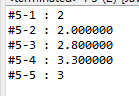 #5-1 : 2
#5-2 : 2.000000
#5-3 : 2.800000
#5-4 : 3.300000
#5-5 : 3